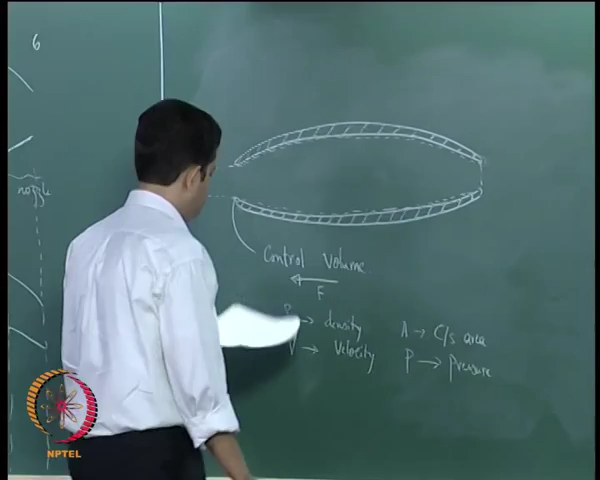 6
nozzle
Control Volume
F
→ density
→ Velocity
A → C/s area
P → Pressure
NPTEL